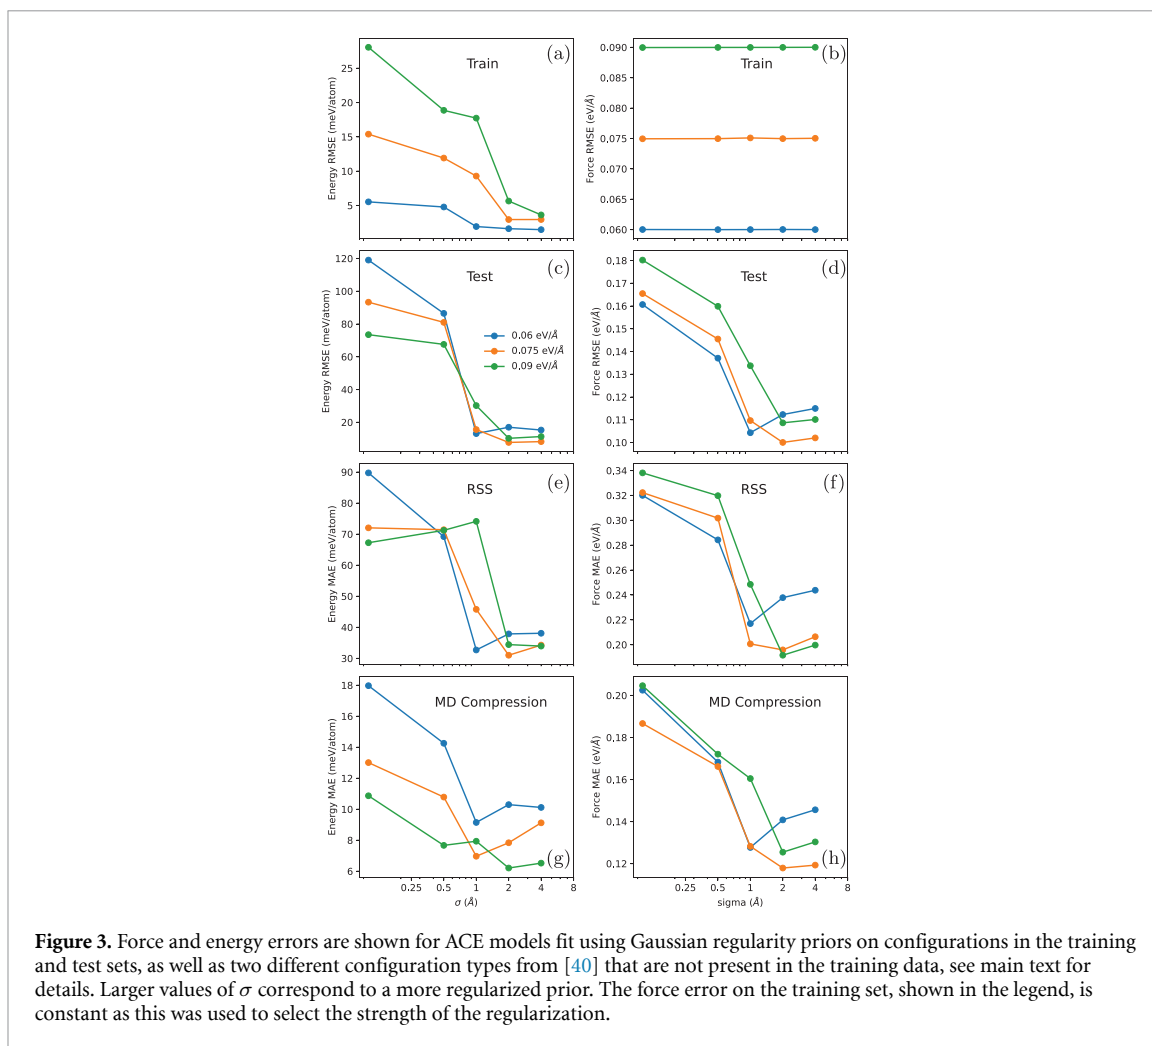 (a)
Train
Energy RMSE (meV/atom)
25
20
15
10
5
(b)
Train
Force RMSE (eV/Å)
0.090
0.085
0.080
0.075
0.070
0.065
0.060
(c)
Test
Energy RMSE (meV/atom)
120
100
80
60
40
20
0.06 eV/Å
0.075 eV/Å
0.09 eV/Å
(d)
Test
Force RMSE (eV/Å)
0.18
0.17
0.16
0.15
0.14
0.13
0.12
0.11
0.10
(e)
RSS
Energy MAE (meV/atom)
90
80
70
60
50
40
30
(f)
RSS
Force MAE (eV/Å)
0.34
0.32
0.30
0.28
0.26
0.24
0.22
0.20
MD Compression
Energy MAE (meV/atom)
18
16
14
12
10
8
6
(g)
0.25 0.5 1 2 4 8
σ (Å)
MD Compression
Force MAE (eV/Å)
0.20
0.18
0.16
0.14
0.12
(h)
0.25 0.5 1 2 4 8
sigma (Å)
Figure 3. Force and energy errors are shown for ACE models fit using Gaussian regularity priors on configurations in the training
and test sets, as well as two different configuration types from [40] that are not present in the training data, see main text for
details. Larger values of σ correspond to a more regularized prior. The force error on the training set, shown in the legend, is
constant as this was used to select the strength of the regularization.